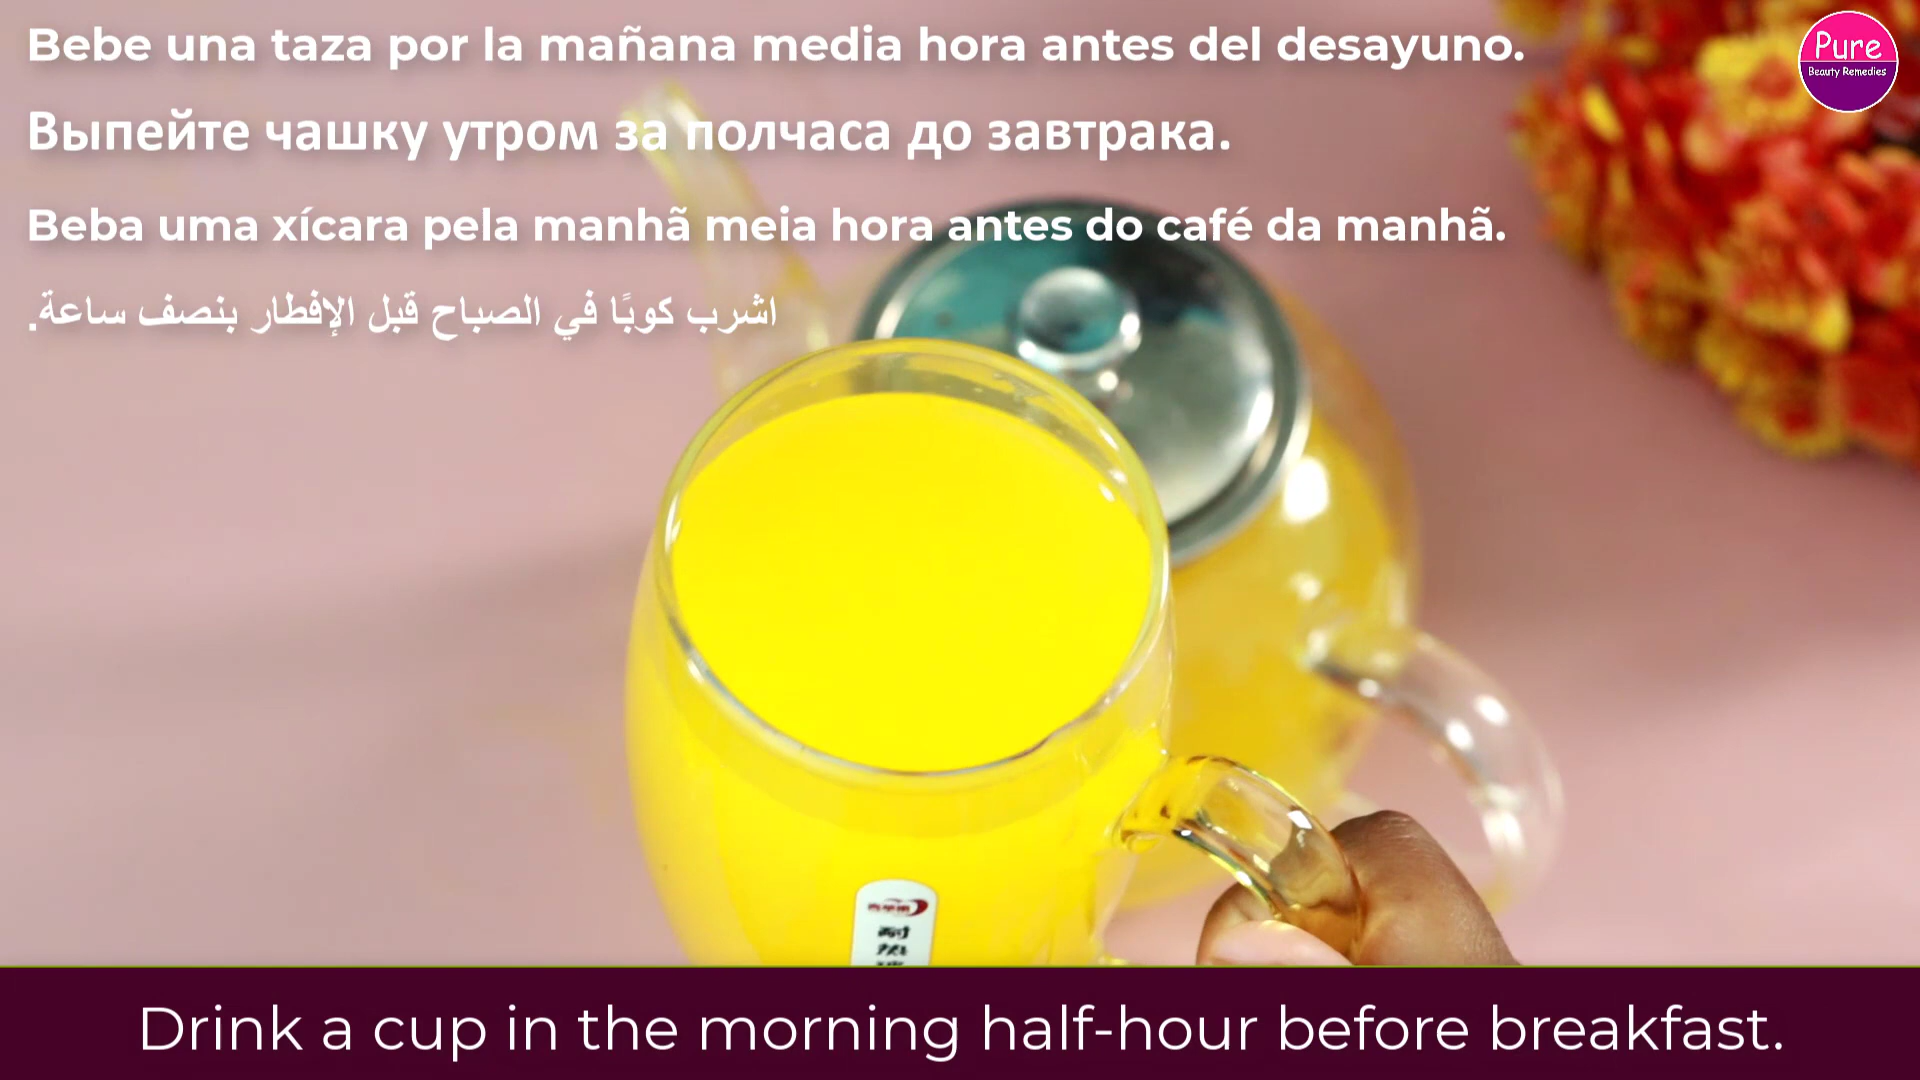 Bebe una taza por la mañana media hora antes del desayuno.
Pure
Beauty Remedies
Выпейте чашку утром за полчаса до завтрака.
Beba uma xícara pela manhã meia hora antes do café da manhã.
اشرب كوبًا في الصباح قبل الإفطار بنصف ساعة.
耐
热
Drink a cup in the morning half-hour before breakfast.